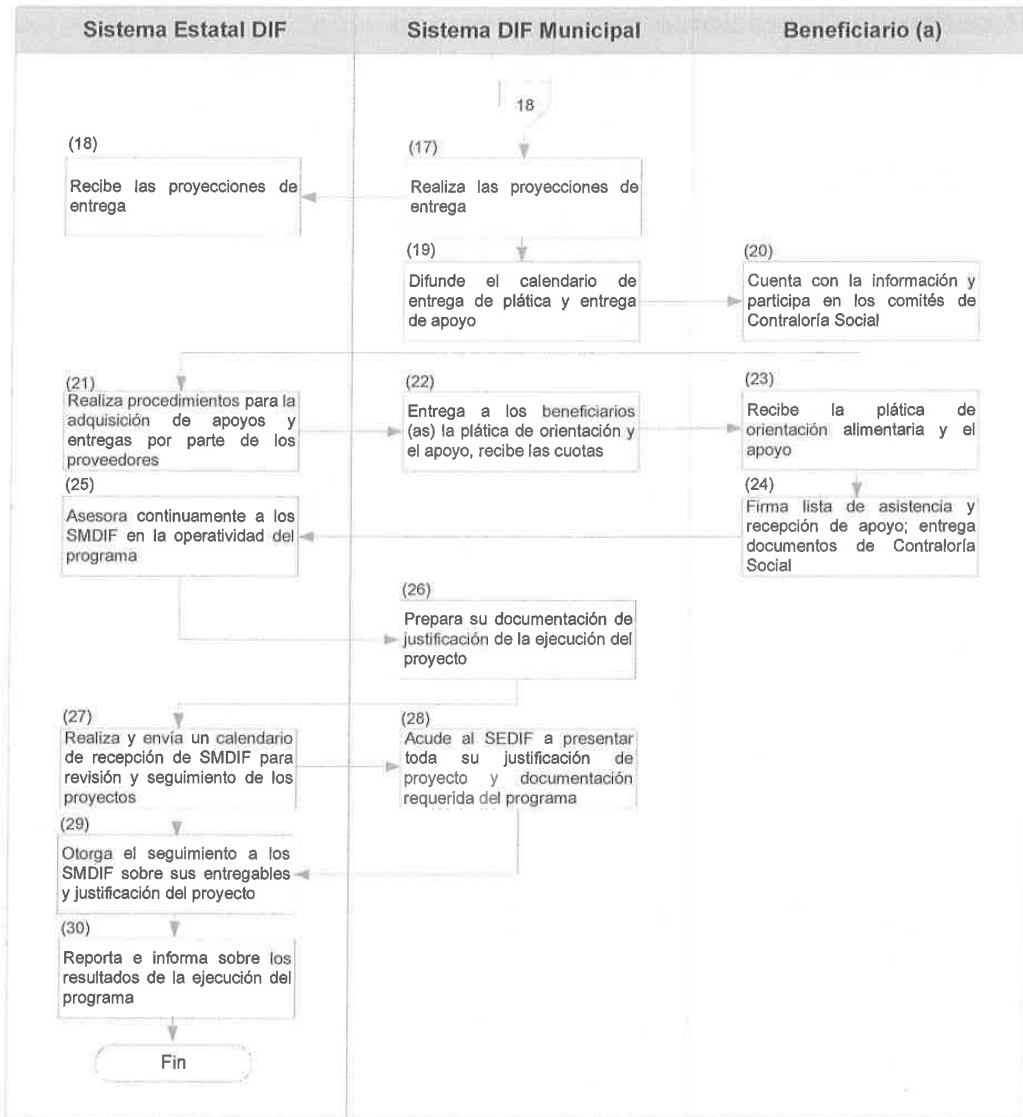 Sistema Estatal DIF
Sistema DIF Municipal
Beneficiario (a)
18
(18)
Recibe las proyecciones de
entrega
(17)
Realiza las proyecciones de
entrega
(19)
Difunde el calendario de
entrega de plática y entrega
de apoyo
(20)
Cuenta con la información y
participa en los comités de
Contraloría Social
(21)
Realiza procedimientos para la
adquisición de apoyos y
entregas por parte de los
proveedores
(22)
Entrega a los beneficiarios
(as) la plática de orientación y
el apoyo, recibe las cuotas
(23)
Recibe la plática de
orientación alimentaria y el
apoyo
(24)
Firma lista de asistencia y
recepción de apoyo; entrega
documentos de Contraloría
Social
(25)
Asesora continuamente a los
SMDIF en la operatividad del
programa
(26)
Prepara su documentación de
justificación de la ejecución del
proyecto
(27)
Realiza y envía un calendario
de recepción de SMDIF para
revisión y seguimiento de los
proyectos
(28)
Acude al SEDIF a presentar
toda su justificación de
proyecto y documentación
requerida del programa
(29)
Otorga el seguimiento a los
SMDIF sobre sus entregables
y justificación del proyecto
(30)
Reporta e informa sobre los
resultados de la ejecución del
programa
Fin